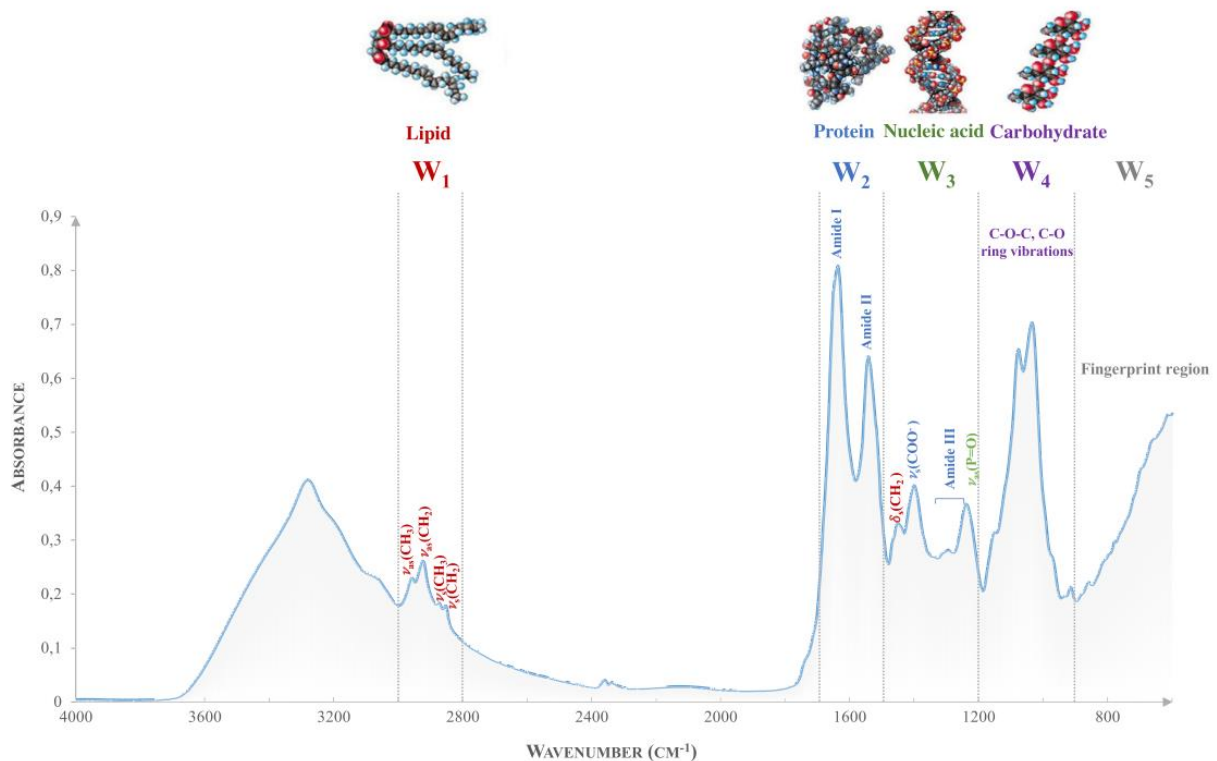 Lipid
Protein
Nucleic acid
Carbohydrate
W1
W2
W3
W4
W5
0,9
0,8
0,7
0,6
0,5
0,4
0,3
0,2
0,1
0
ABSORBANCE
νas(CH3)
νas(CH2)
νs(CH3)
νs(CH2)
Amide I
Amide II
δs(CH2)
νs(COO-)
Amide III
νas(P=O)
C-O-C, C-O
ring vibrations
Fingerprint region
4000
3600
3200
2800
2400
2000
1600
1200
800
WAVENUMBER (CM-1)